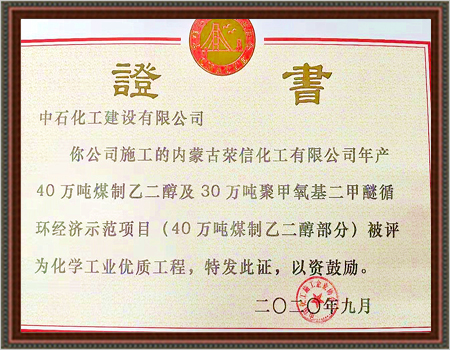 證書
中石化工建设有限公司
你公司施工的内蒙古荣信化工有限公司年产
40万吨煤制乙二醇及30万吨聚甲氧基二甲醚循
环经济示范项目（40万吨煤制乙二醇部分）被评
为化学工业优质工程，特发此证，以资鼓励。
二〇二〇年九月